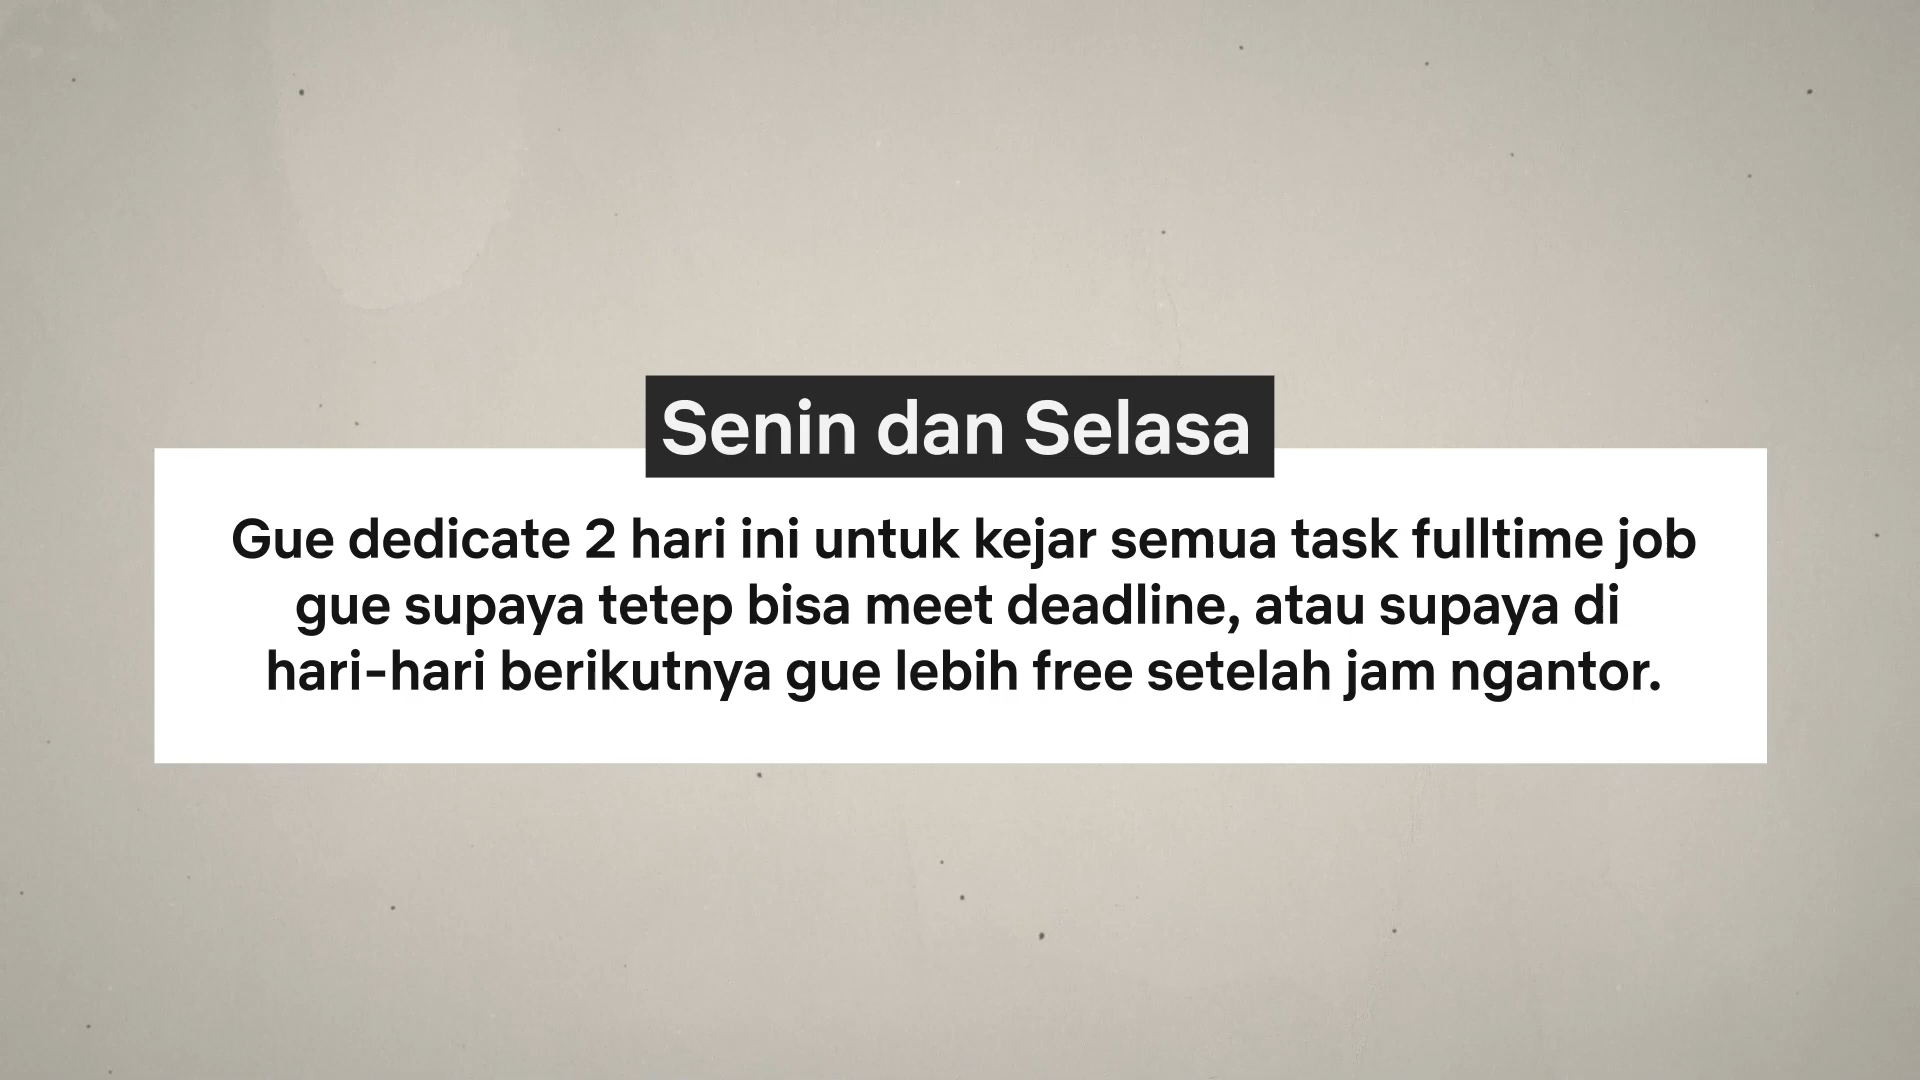 Senin dan Selasa
Gue dedicate 2 hari ini untuk kejar semua task fulltime job
gue supaya tetep bisa meet deadline, atau supaya di
hari-hari berikutnya gue lebih free setelah jam ngantor.